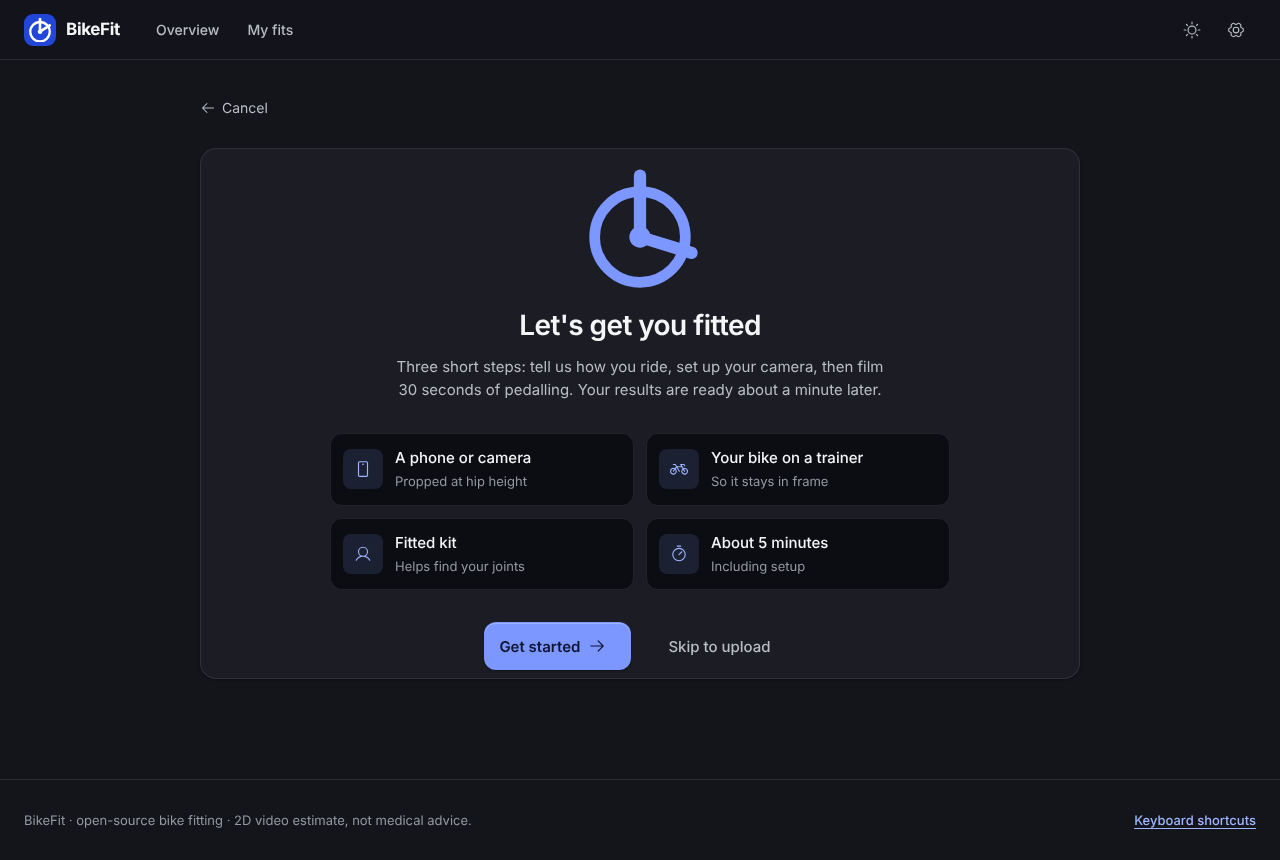 BikeFit
Overview
My fits
Cancel
Let's get you fitted
Three short steps: tell us how you ride, set up your camera, then film
30 seconds of pedalling. Your results are ready about a minute later.
A phone or camera
Propped at hip height
Your bike on a trainer
So it stays in frame
Fitted kit
Helps find your joints
About 5 minutes
Including setup
Get started
Skip to upload
BikeFit · open-source bike fitting · 2D video estimate, not medical advice.
Keyboard shortcuts